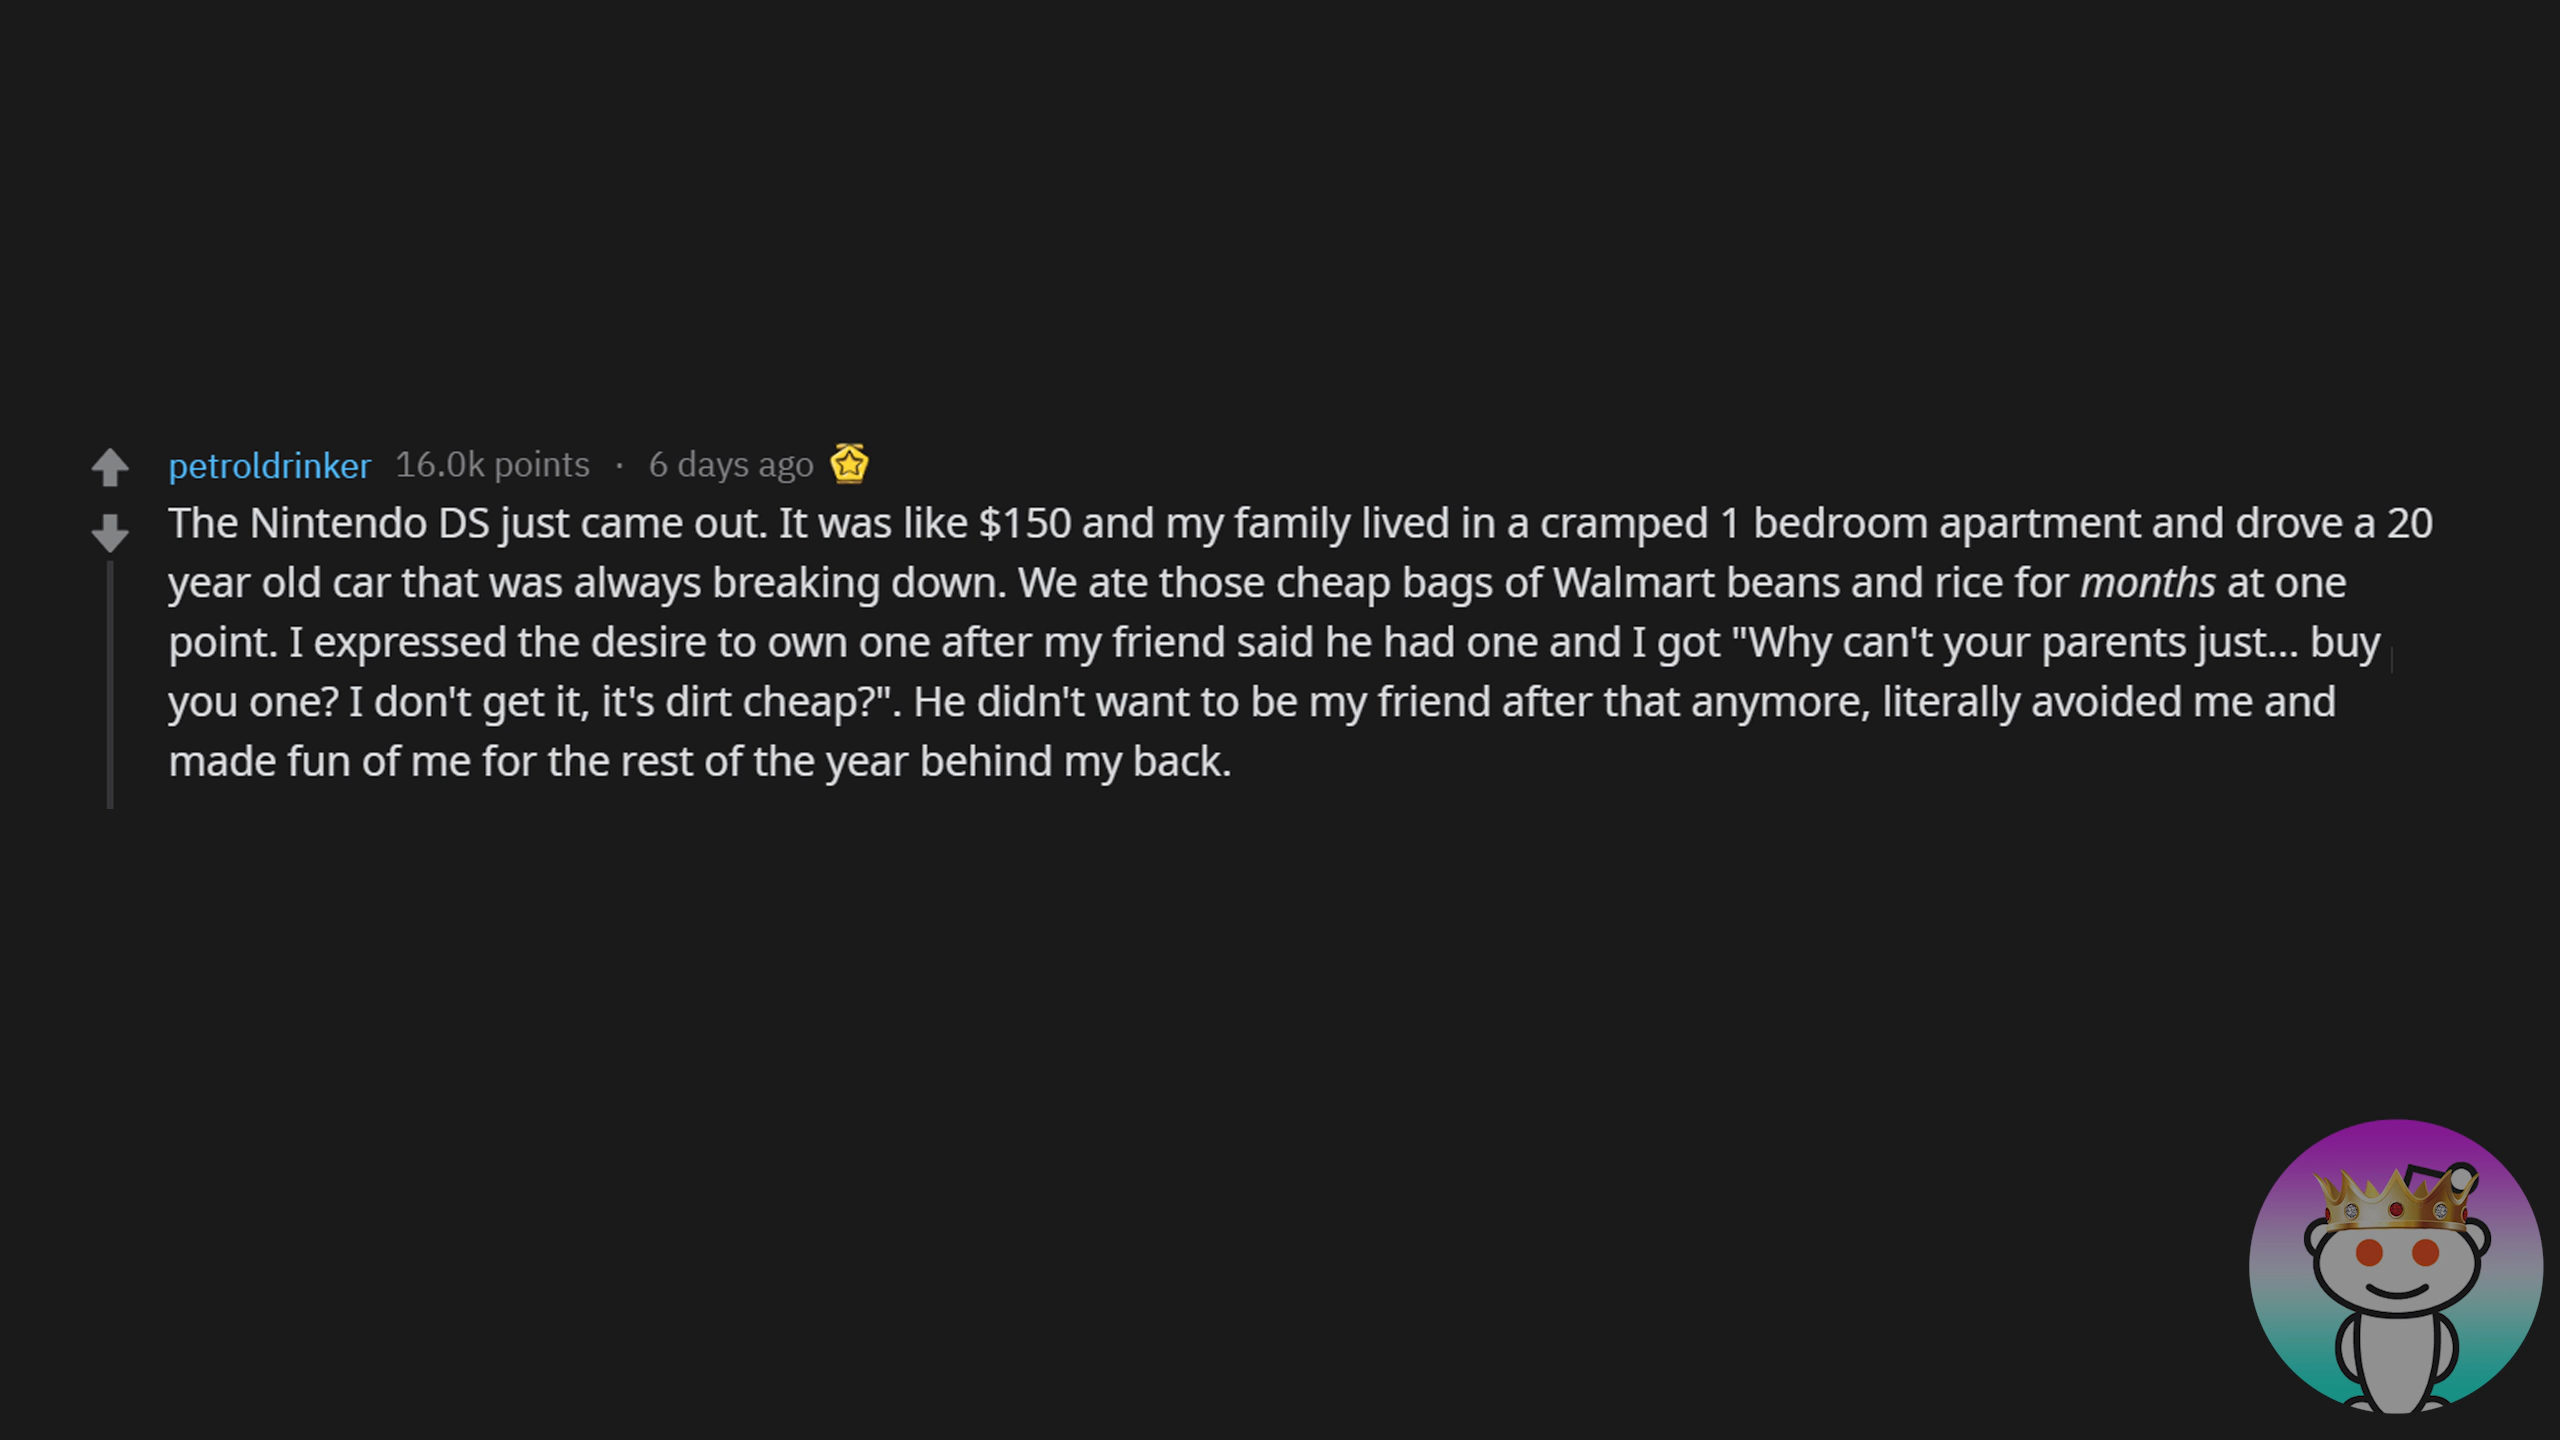 petroldrinker 16.0k points · 6 days ago
The Nintendo DS just came out. It was like $150 and my family lived in a cramped 1 bedroom apartment and drove a 20
year old car that was always breaking down. We ate those cheap bags of Walmart beans and rice for months at one
point. I expressed the desire to own one after my friend said he had one and I got "Why can't your parents just... buy
you one? I don't get it, it's dirt cheap?". He didn't want to be my friend after that anymore, literally avoided me and
made fun of me for the rest of the year behind my back.